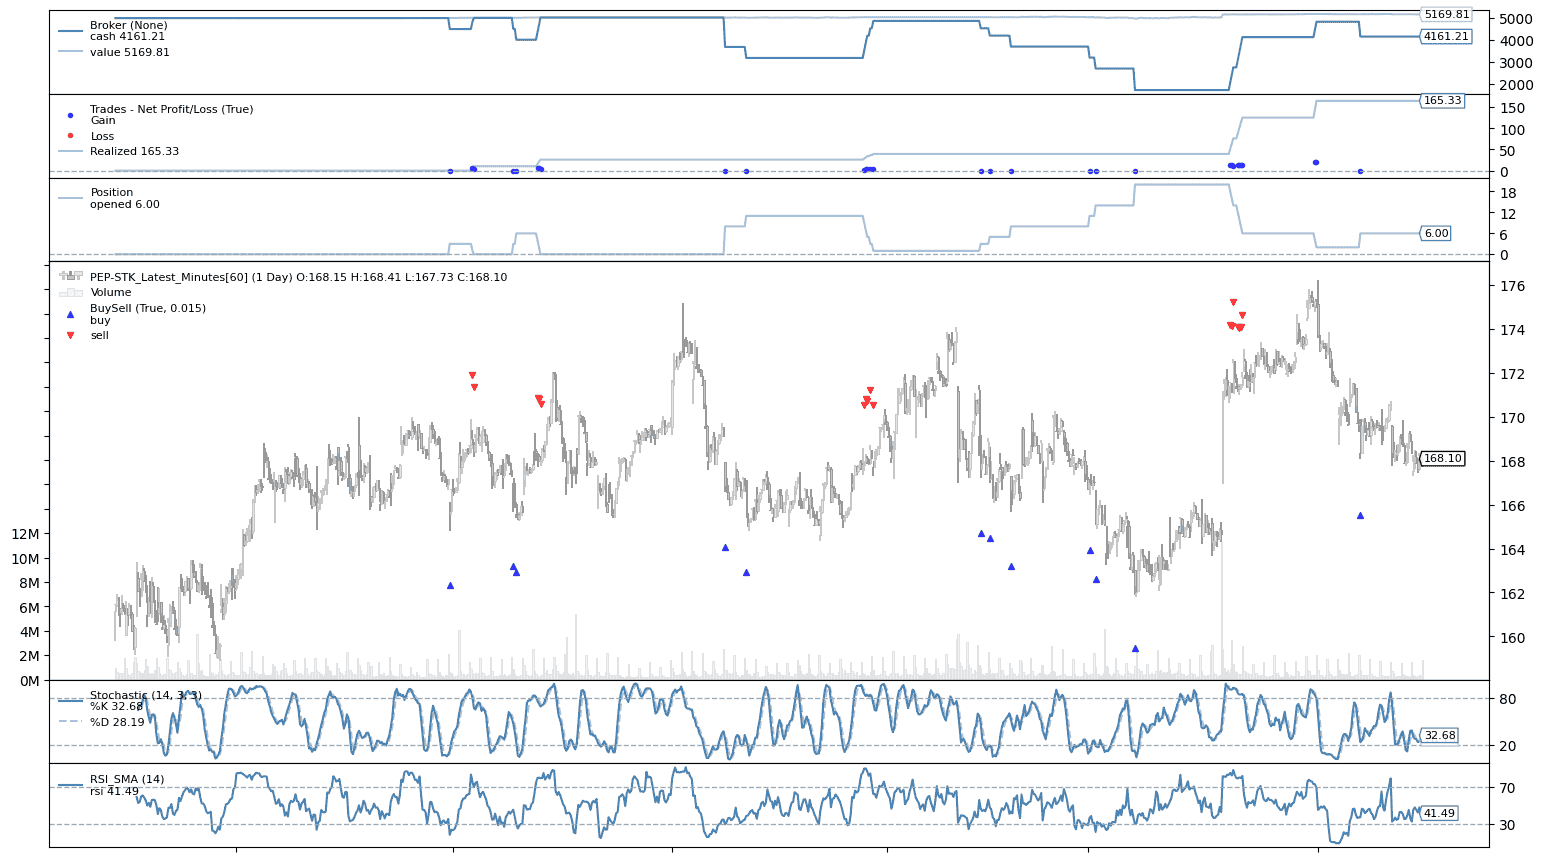 Broker (None)
cash 4161.21
value 5169.81
5169.81
4161.21
5000
4000
3000
2000
Trades - Net Profit/Loss (True)
Gain
Loss
Realized 165.33
165.33
150
100
50
0
Position
opened 6.00
6.00
18
12
6
0
PEP-STK_Latest_Minutes[60] (1 Day) O:168.15 H:168.41 L:167.73 C:168.10
Volume
BuySell (True, 0.015)
buy
sell
12M
10M
8M
6M
4M
2M
0M
176
174
172
170
168
166
164
162
160
168.10
Stochastic (14, 3, 3)
%K 32.68
%D 28.19
80
20
32.68
RSI_SMA (14)
rsi 41.49
70
30
41.49